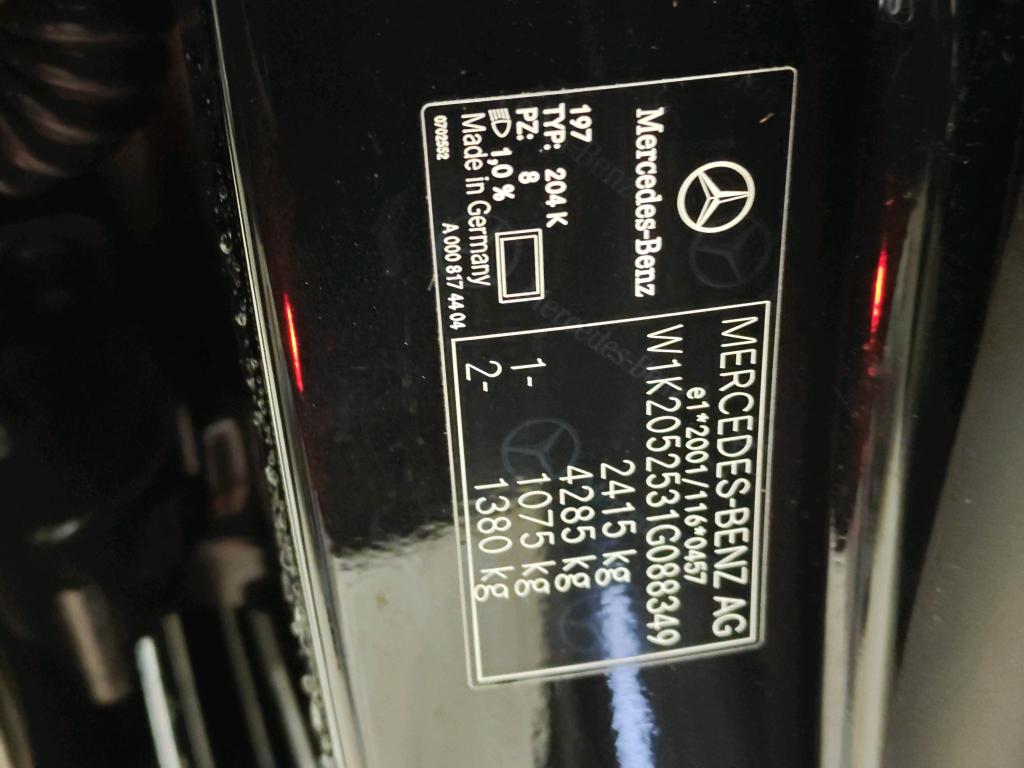 Mercedes-Benz
MERCEDES-BENZ AG
e1*2001/116*0457
W1K2052531G088349
2415 kg
4285 kg
1- 1075 kg
2- 1380 kg
197
TYP: 204 K
PZ: 8
1,0 %
Made in Germany
0702552 A 000 817 44 04